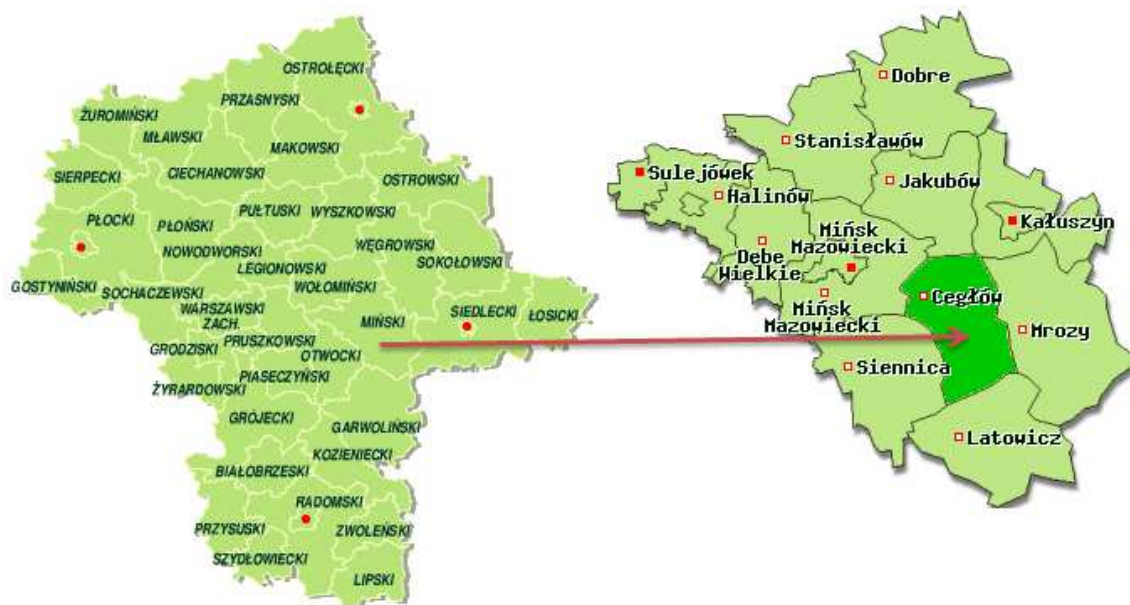 OSTROŁĘCKI
PRZASNYSKI
ŻUROMIŃSKI
MŁAWSKI
MAKOWSKI
CIECHANOWSKI
SIERPECKI
OSTROWSKI
PUŁTUSKI
WYSZKOWSKI
PŁOCKI
PŁOŃSKI
NOWODWORSKI
WĘGROWSKI
SOKOŁOWSKI
LEGIONOWSKI
GOSTYNIŃSKI
SOCHACZEWSKI
WOŁOMIŃSKI
WARSZAWSKI
ZACH.
MIŃSKI
SIEDLECKI
ŁOSICKI
GRODZISKI
PRUSZKOWSKI
OTWOCKI
PIASECZYŃSKI
ŻYRARDOWSKI
GRÓJECKI
GARWOLIŃSKI
KOZIENICKI
BIAŁOBRZESKI
RADOMSKI
PRZYSUSKI
ZWOLEŃSKI
SZYDŁOWIECKI
LIPSKI
Dobre
Stanisławów
Sulejówek
Halinów
Jakubów
Kałuszyn
Mińsk
Mazowiecki
Dębe
Wielkie
Mińsk
Mazowiecki
Cegłów
Mrozy
Siennica
Latowicz